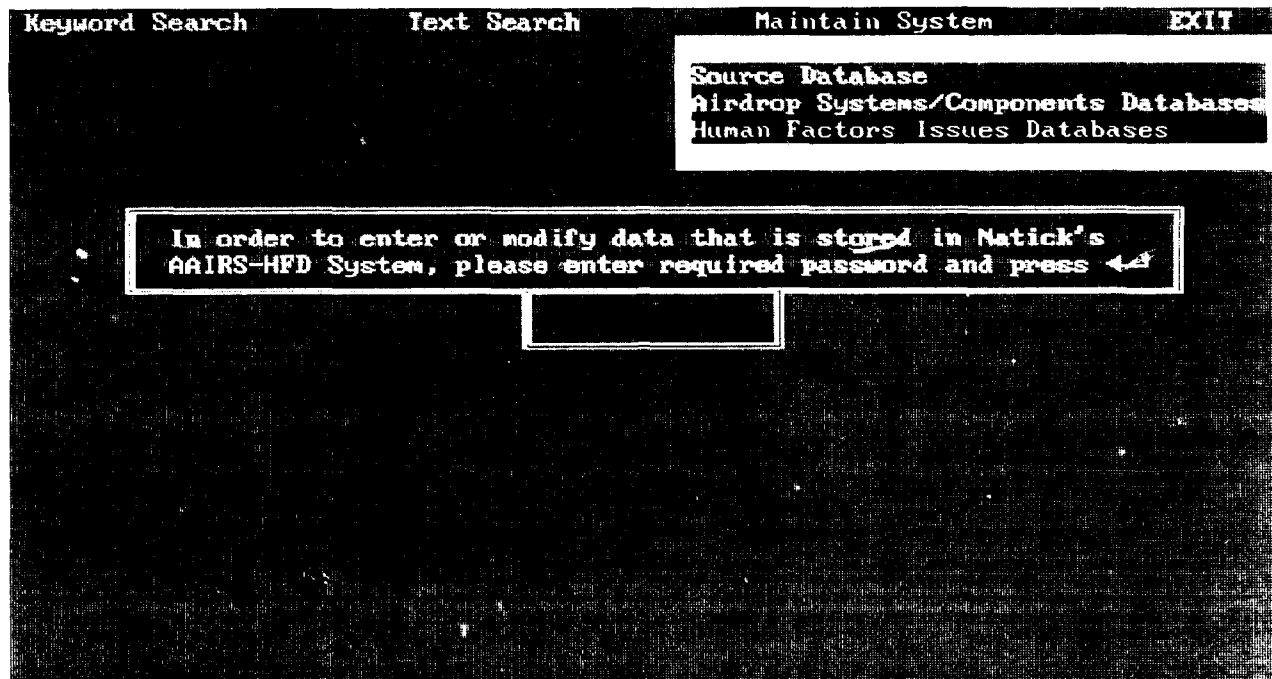 Keyword Search Text Search Maintain System EXIT
Source Database
Airdrop Systems/Components Databases
Human Factors Issues Databases
In order to enter or modify data that is stored in Natick's
AAIRS-HFD System, please enter required password and press